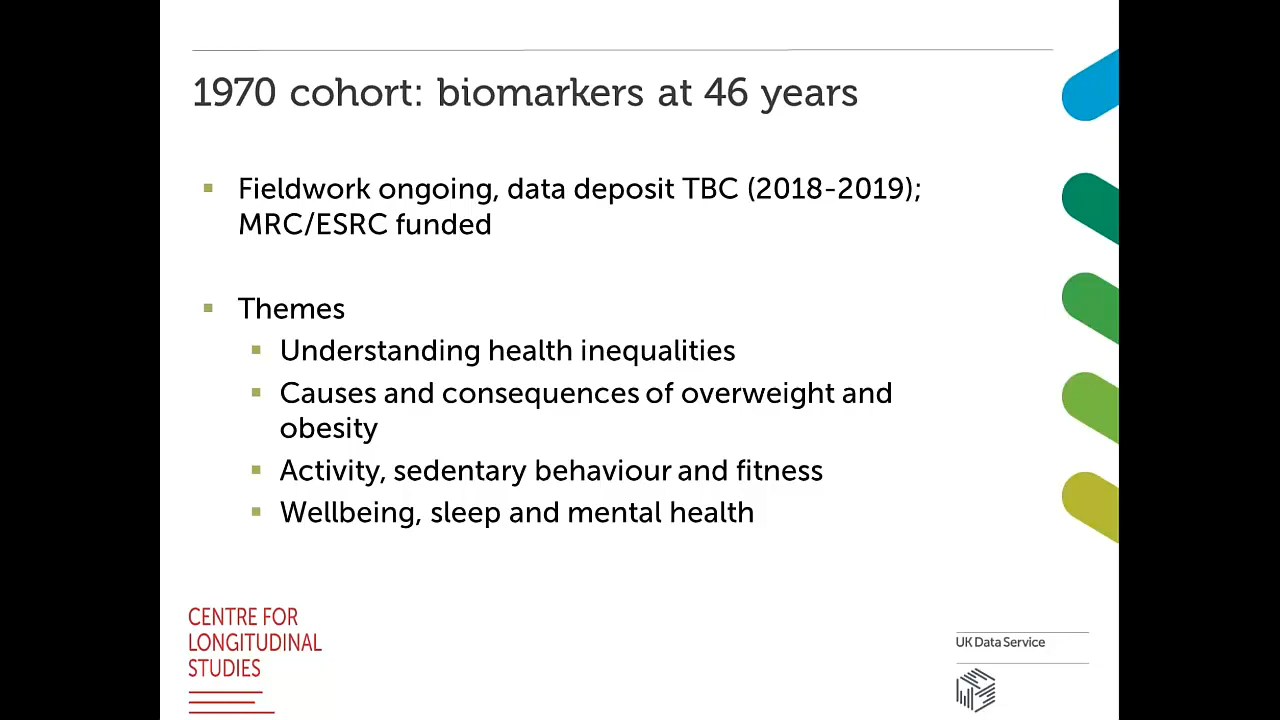 1970 cohort: biomarkers at 46 years
Fieldwork ongoing, data deposit TBC (2018-2019);
MRC/ESRC funded
Themes
Understanding health inequalities
Causes and consequences of overweight and
obesity
Activity, sedentary behaviour and fitness
Wellbeing, sleep and mental health
CENTRE FOR
LONGITUDINAL
STUDIES
UK Data Service